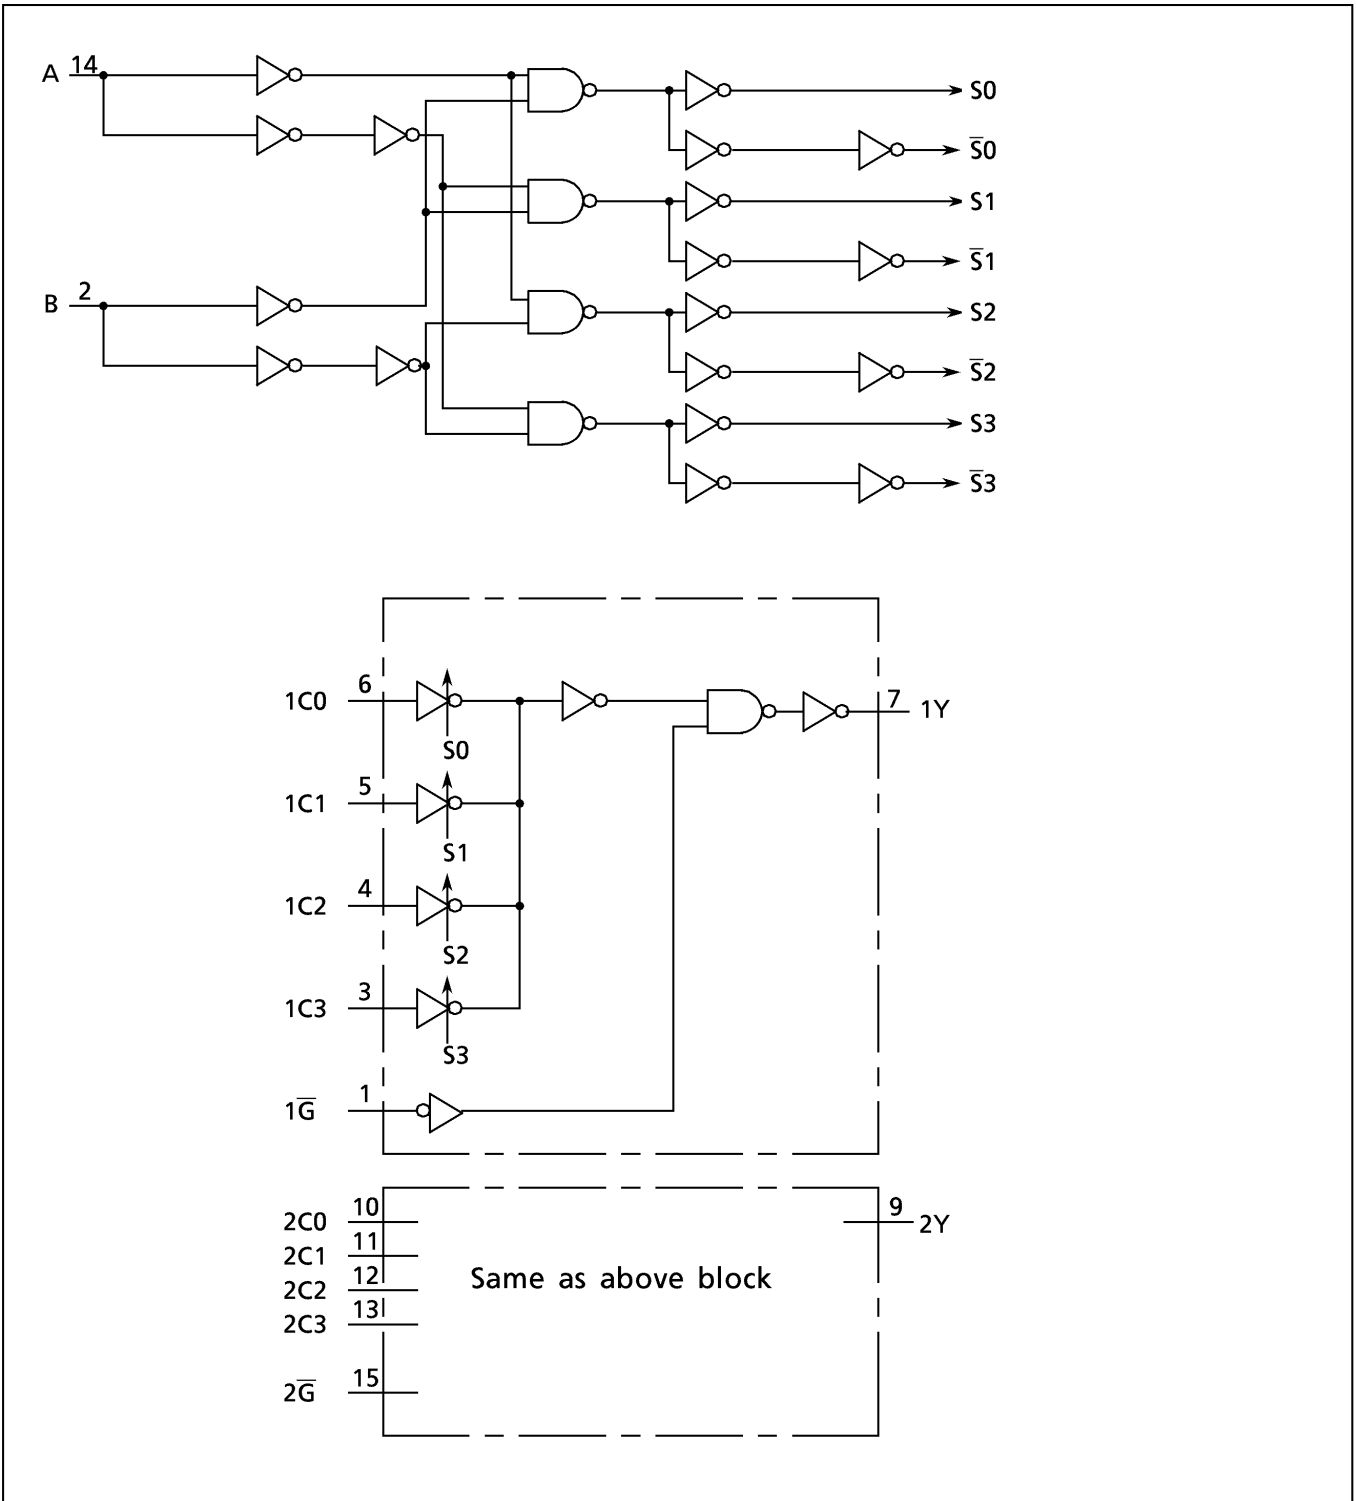 A 14
S0
S̅0
S1
S̅1
B 2
S2
S̅2
S3
S̅3
1C0 6
S0
7 1Y
1C1 5
S1
1C2 4
S2
1C3 3
S3
1G̅ 1
2C0 10
9 2Y
2C1 11
2C2 12
Same as above block
2C3 13
2G̅ 15